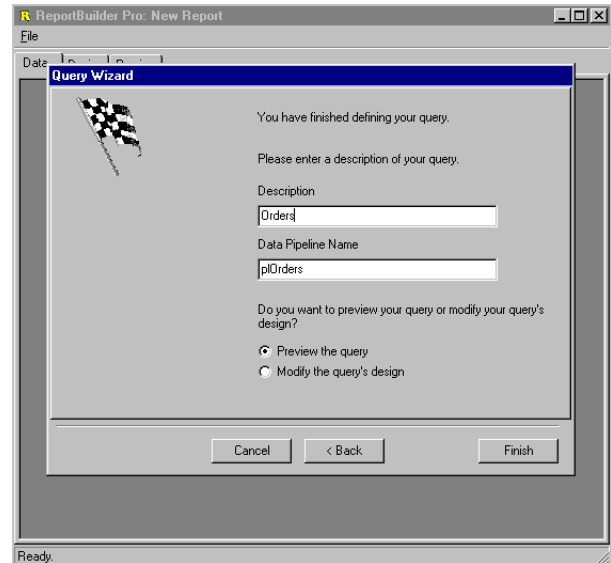 ReportBuilder Pro: New Report
File
Data
Query Wizard
You have finished defining your query.
Please enter a description of your query.
Description
Orders
Data Pipeline Name
plOrders
Do you want to preview your query or modify your query's
design?
Preview the query
Modify the query's design
Cancel
< Back
Finish
Ready.